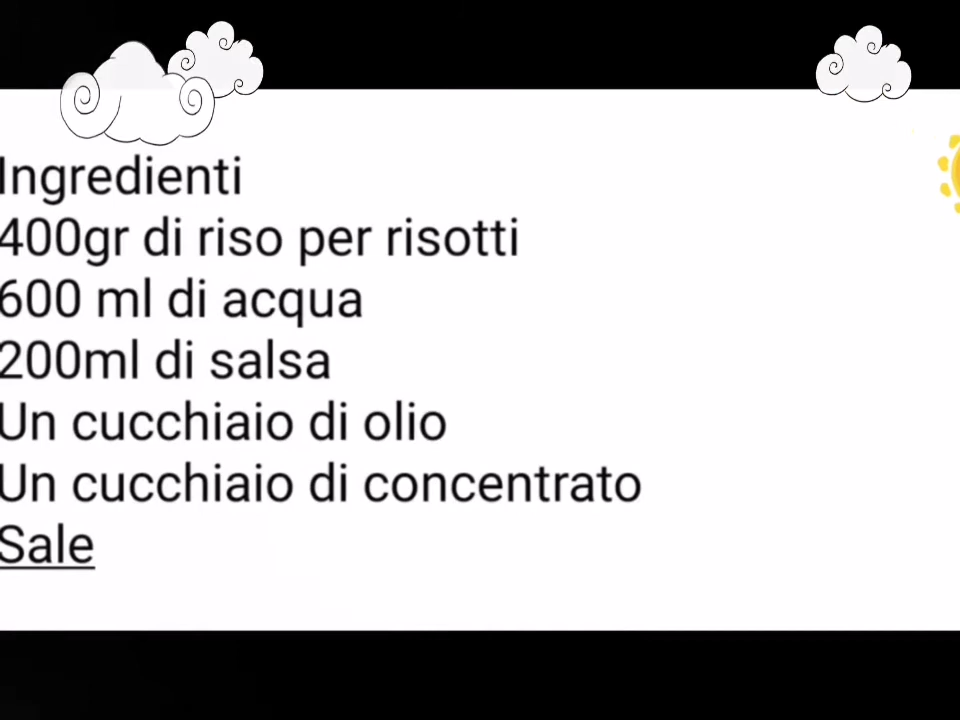 Ingredienti
400gr di riso per risotti
600 ml di acqua
200ml di salsa
Un cucchiaio di olio
Un cucchiaio di concentrato
Sale